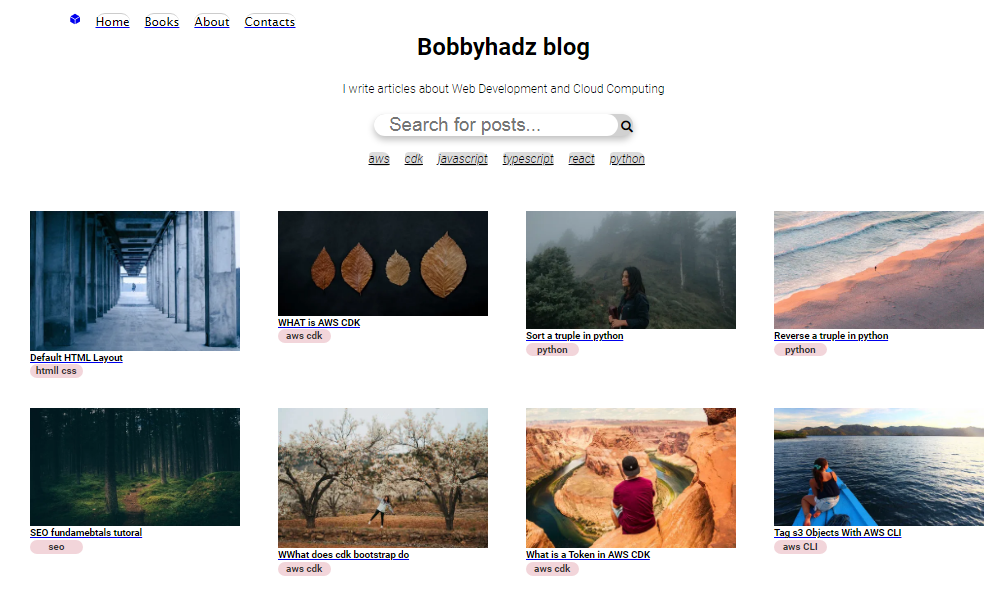 Home Books About Contacts
Bobbyhadz blog
I write articles about Web Development and Cloud Computing
Search for posts...
aws cdk javascript typescript react python
Default HTML Layout
htmll css
WHAT is AWS CDK
aws cdk
Sort a truple in python
python
Reverse a truple in python
python
SEO fundamebtals tutoral
seo
WWhat does cdk bootstrap do
aws cdk
What is a Token in AWS CDK
aws cdk
Tag s3 Objects With AWS CLI
aws CLI